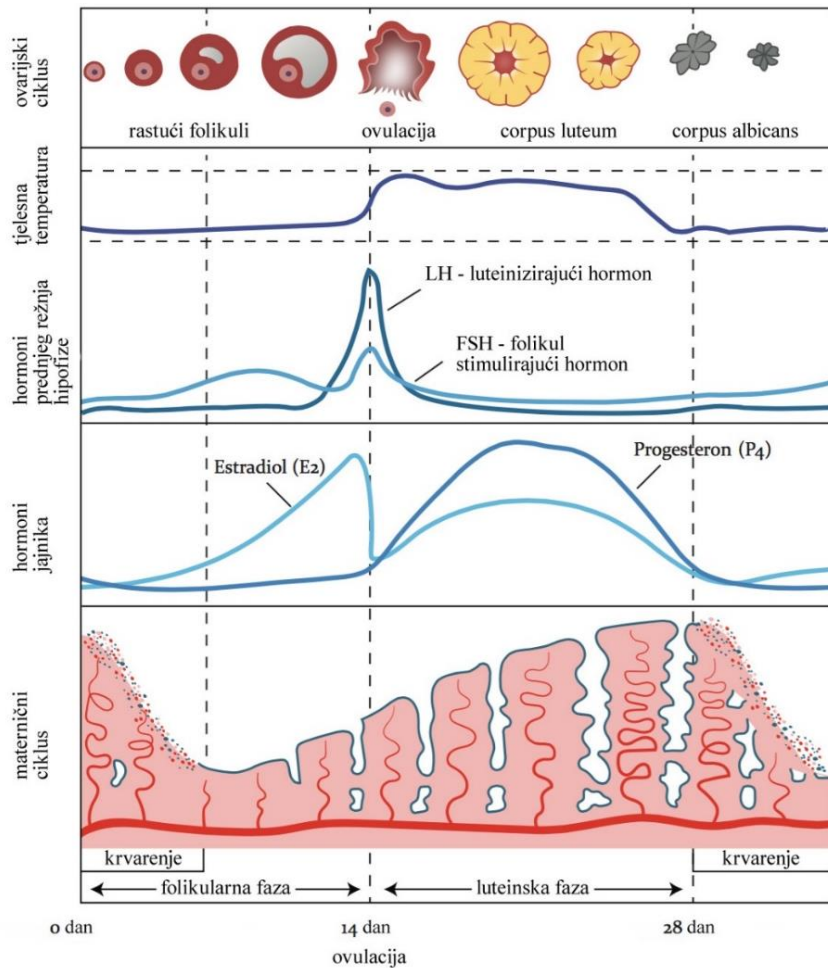 ovarijski
ciklus
rastući folikuli
ovulacija
corpus luteum
corpus albicans
tjelesna
temperatura
hormoni
prednjeg režnja
hipofize
LH - luteinizirajući hormon
FSH - folikul
stimulirajući hormon
hormoni
jajnika
Estradiol (E2)
Progesteron (P4)
maternični
ciklus
krvarenje
krvarenje
folikularna faza
luteinska faza
0 dan
14 dan
28 dan
ovulacija